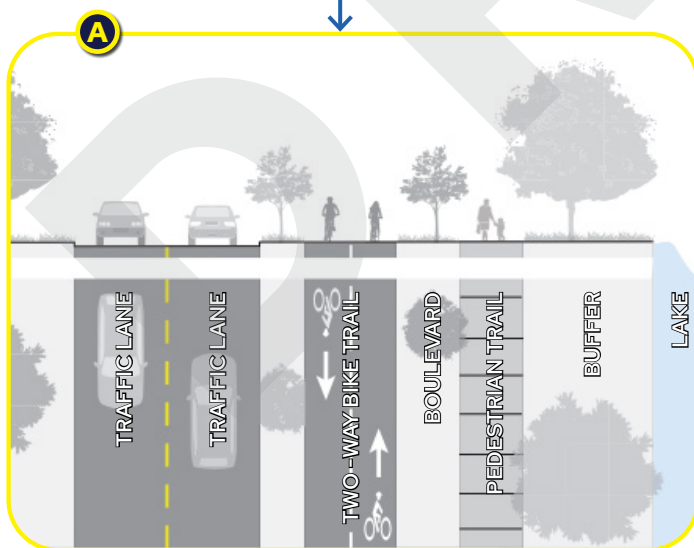 A
TRAFFIC LANE
TRAFFIC LANE
TWO-WAY BIKE TRAIL
BOULEVARD
PEDESTRIAN TRAIL
BUFFER
LAKE